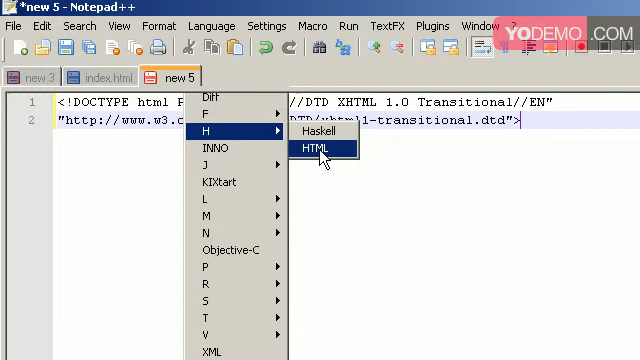 *new 5 - Notepad++
File Edit Search View Encoding Language Settings Macro Run TextFX Plugins Window ?
YODEMO.COM
new 3 index.html new 5
1 <!DOCTYPE html P //DTD XHTML 1.0 Transitional//EN"
2 "http://www.w3.o DTD/xhtml1-transitional.dtd">
Diff
F
H
Haskell
HTML
INNO
J
KIXtart
L
M
N
Objective-C
P
R
S
T
V
XML